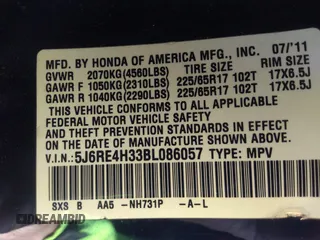 MFD. BY HONDA OF AMERICA MFG., INC. 07/'11
GVWR 2070KG(4560LBS) TIRE SIZE RIM SIZE
GAWR F 1050KG(2310LBS) 225/65R17 102T 17X6.5J
GAWR R 1040KG(2290LBS) 225/65R17 102T 17X6.5J
THIS VEHICLE CONFORMS TO ALL APPLICABLE
FEDERAL MOTOR VEHICLE SAFETY AND THEFT
PREVENTION STANDARDS IN EFFECT ON THE DATE
OF MANUFACTURE SHOWN ABOVE.
V.I.N: 5J6RE4H33BL086057 TYPE: MPV
SXS B AA5 -NH731P -A-L
DREAMBID